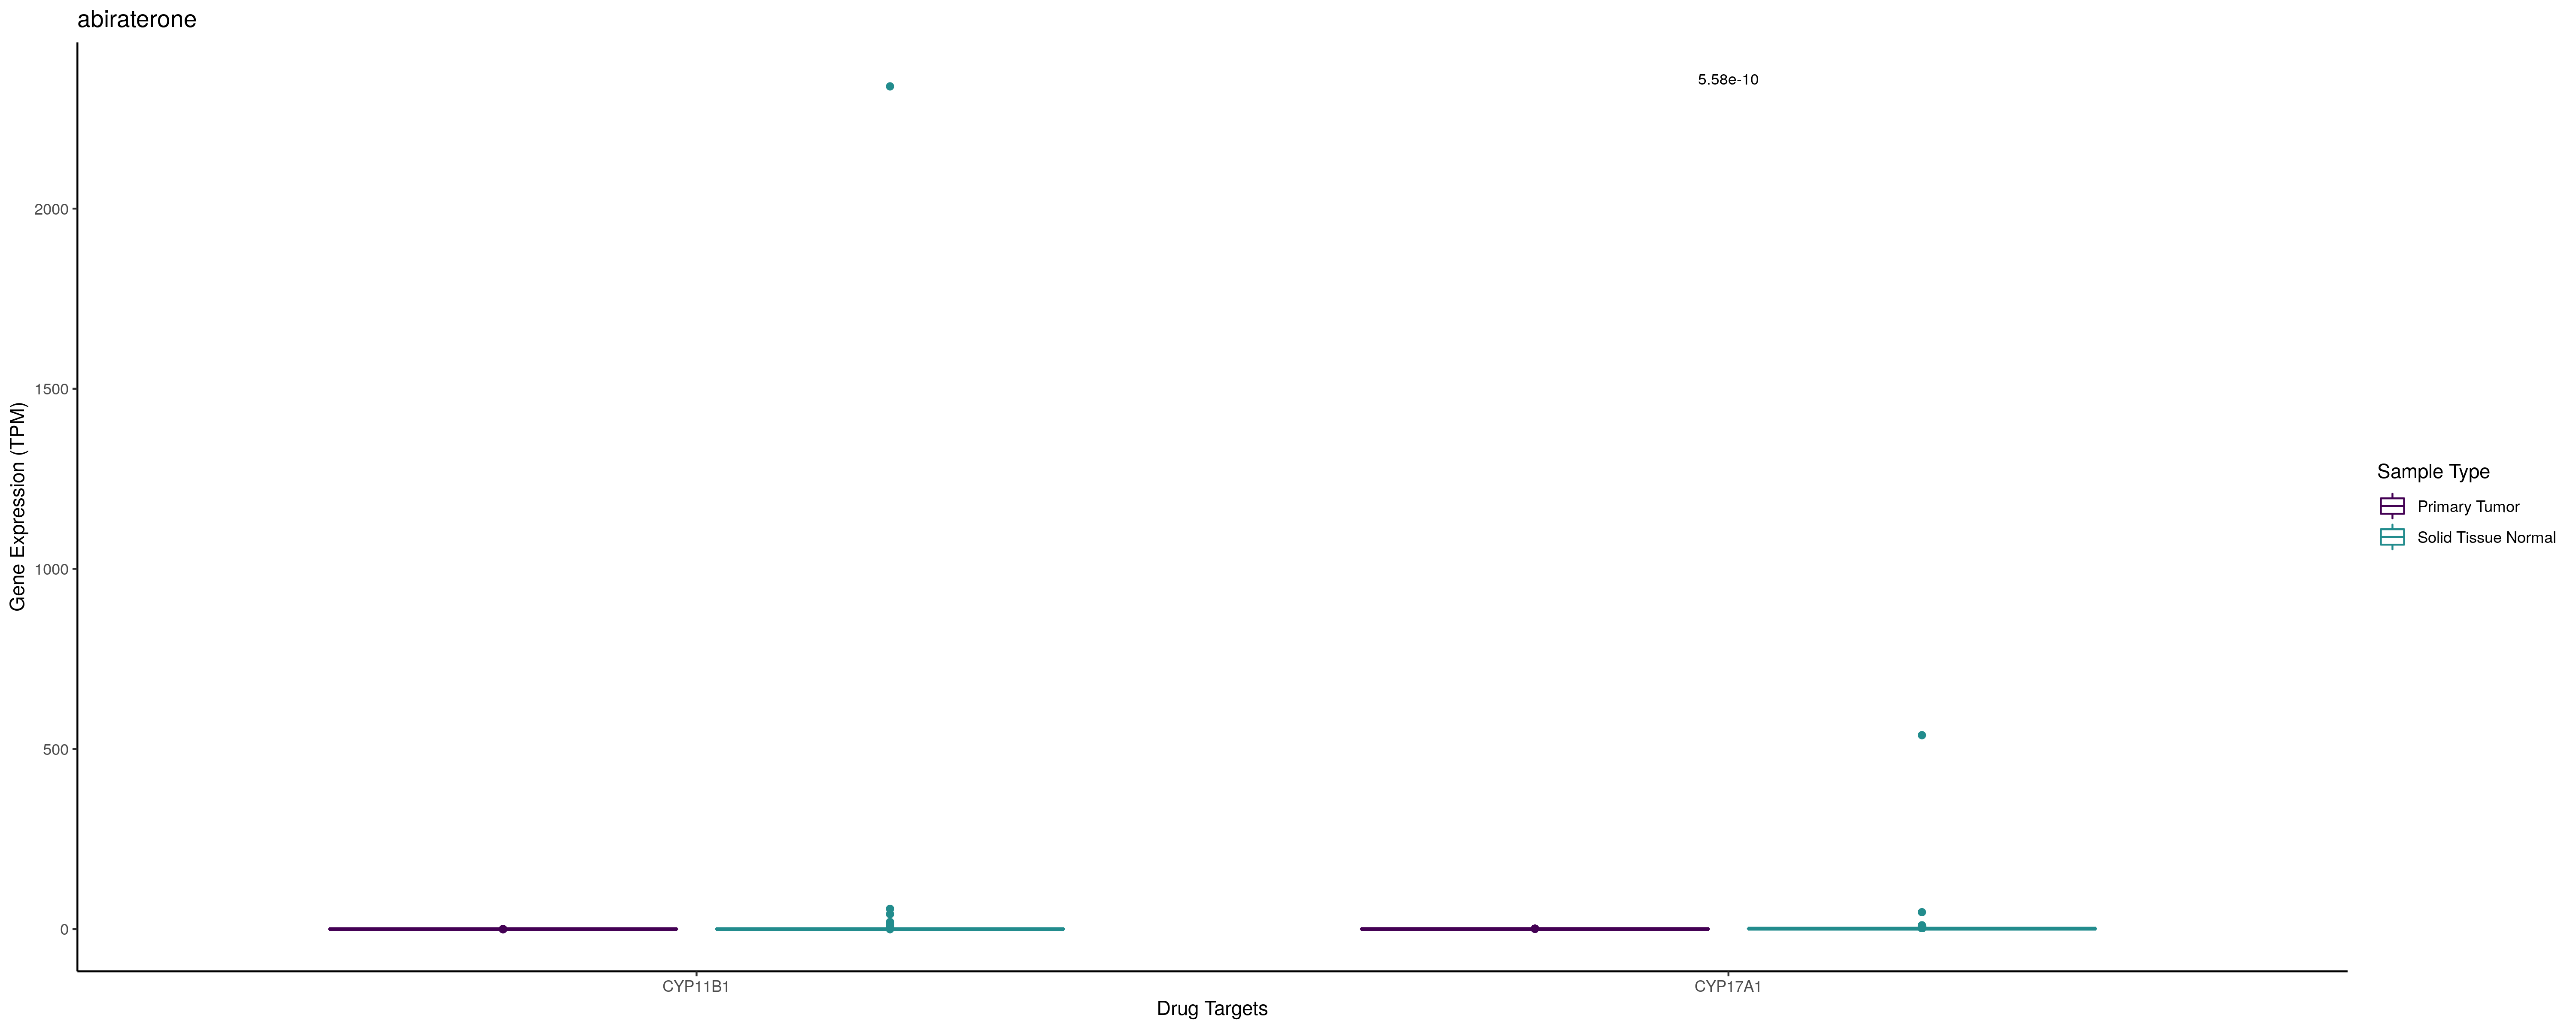 abiraterone
5.58e-10
Gene Expression (TPM)
2000
1500
1000
500
0
CYP11B1
CYP17A1
Drug Targets
Sample Type
Primary Tumor
Solid Tissue Normal